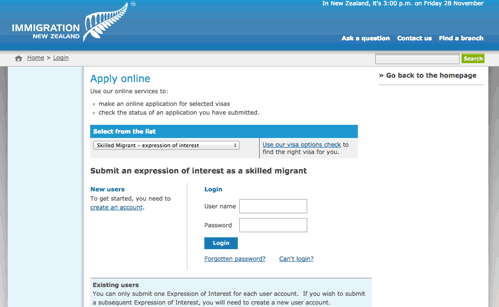 In New Zealand, it's 3:00 p.m. on Friday 28 November
IMMIGRATION
NEW ZEALAND
Ask a question Contact us Find a branch
Home > Login
Search
Apply online
» Go back to the homepage
Use our online services to:
› make an online application for selected visas
› check the status of an application you have submitted.
Select from the list
Skilled Migrant - expression of interest
Use our visa options check to
find the right visa for you.
Submit an expression of interest as a skilled migrant
New users
To get started, you need to
create an account.
Login
User name
Password
Login
Forgotten password? Can't login?
Existing users
You can only submit one Expression of Interest for each user account. If you wish to submit
a subsequent Expression of Interest, you will need to create a new user account.